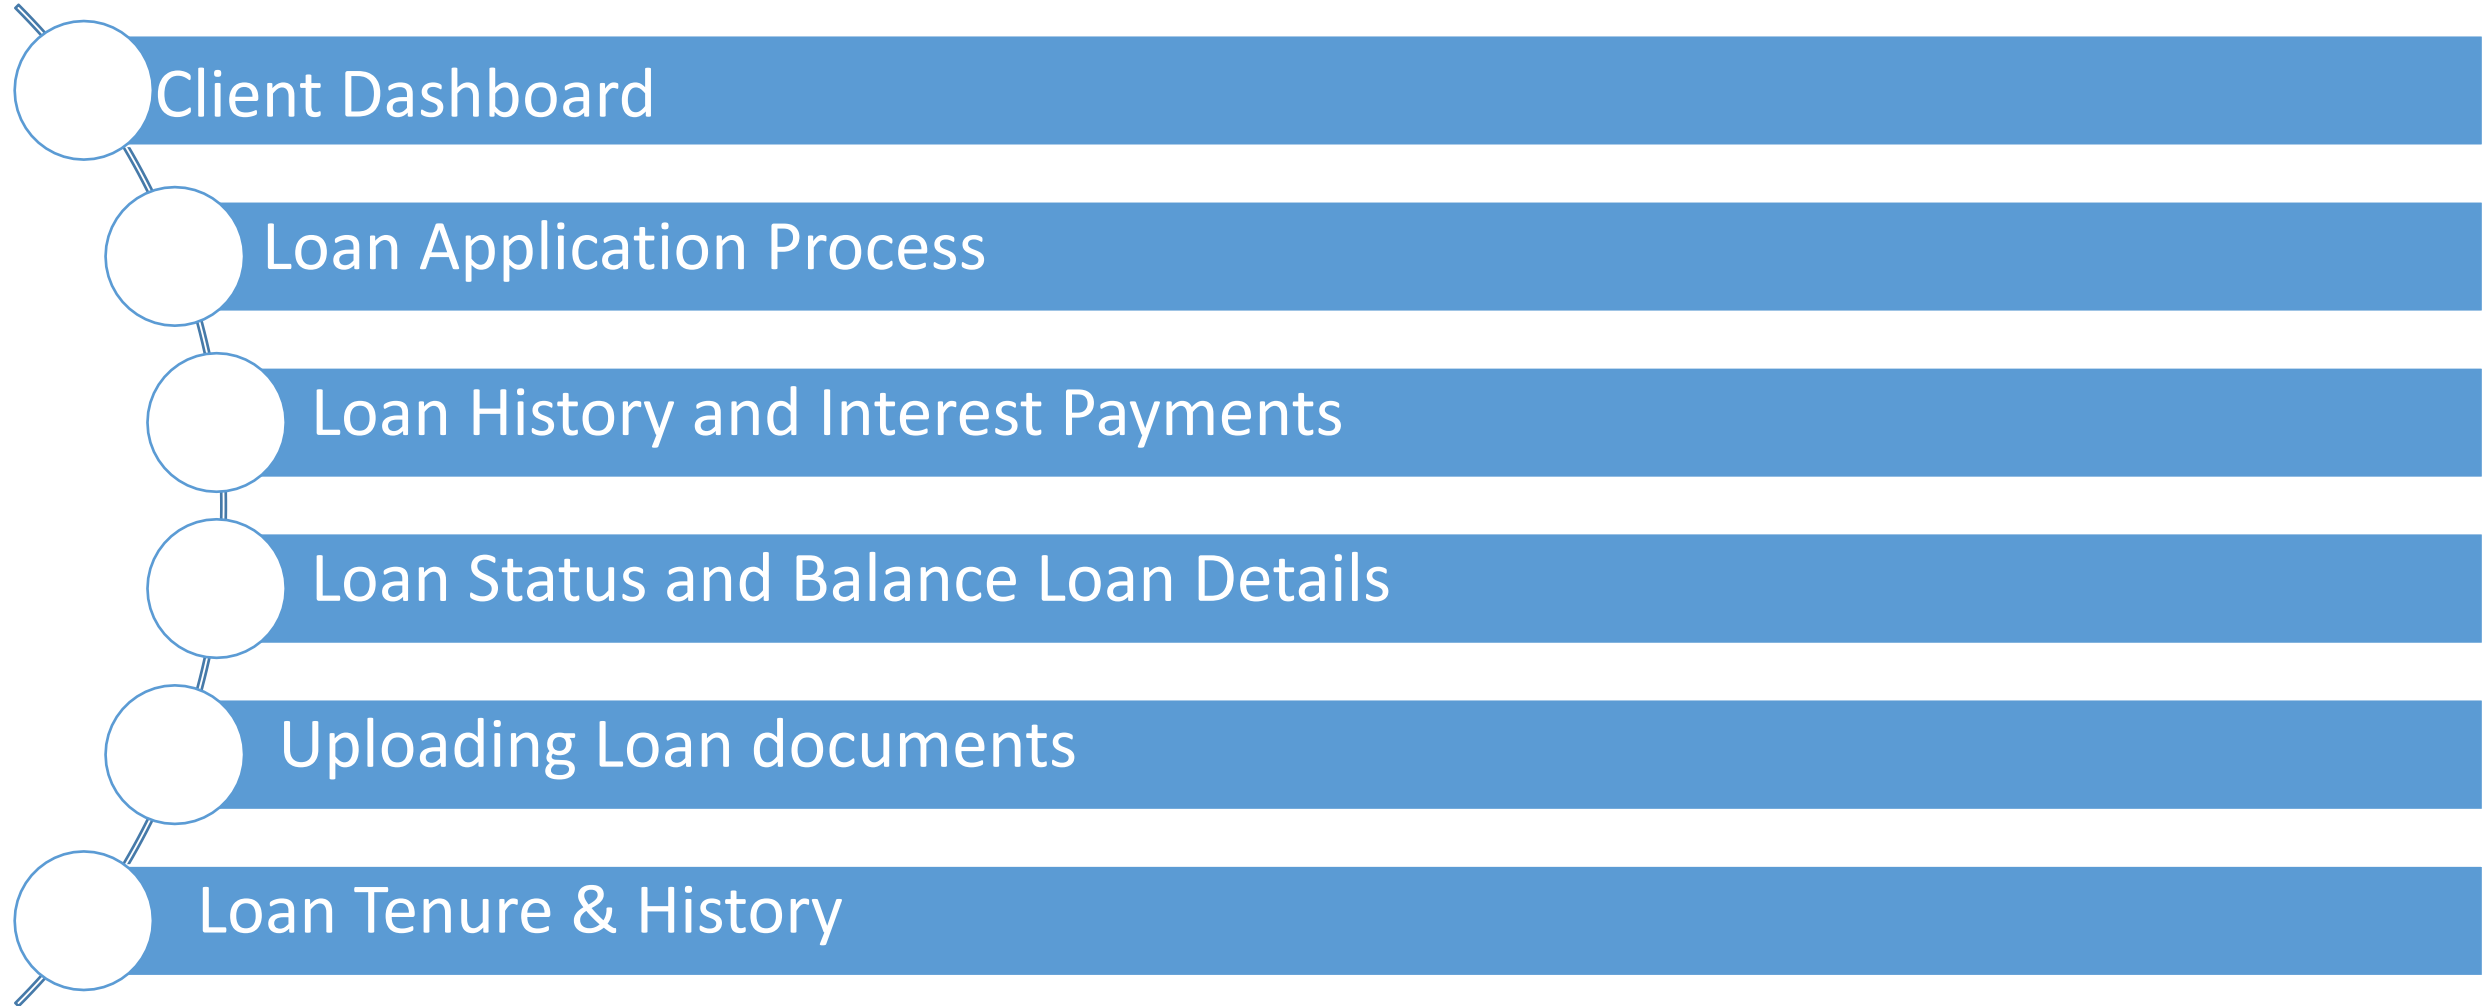 Client Dashboard
Loan Application Process
Loan History and Interest Payments
Loan Status and Balance Loan Details
Uploading Loan documents
Loan Tenure & History